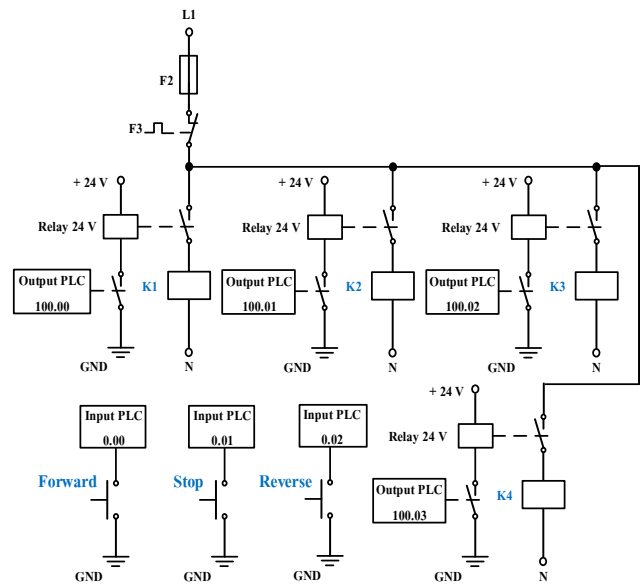 L1
F2
F3
+ 24 V
+ 24 V
+ 24 V
Relay 24 V
Relay 24 V
Relay 24 V
Output PLC
100.00
K1
Output PLC
100.01
K2
Output PLC
100.02
K3
GND
N
GND
N
GND
N
Input PLC
0.00
Input PLC
0.01
Input PLC
0.02
+ 24 V
Relay 24 V
Forward
Stop
Reverse
Output PLC
100.03
K4
GND
GND
GND
GND
N